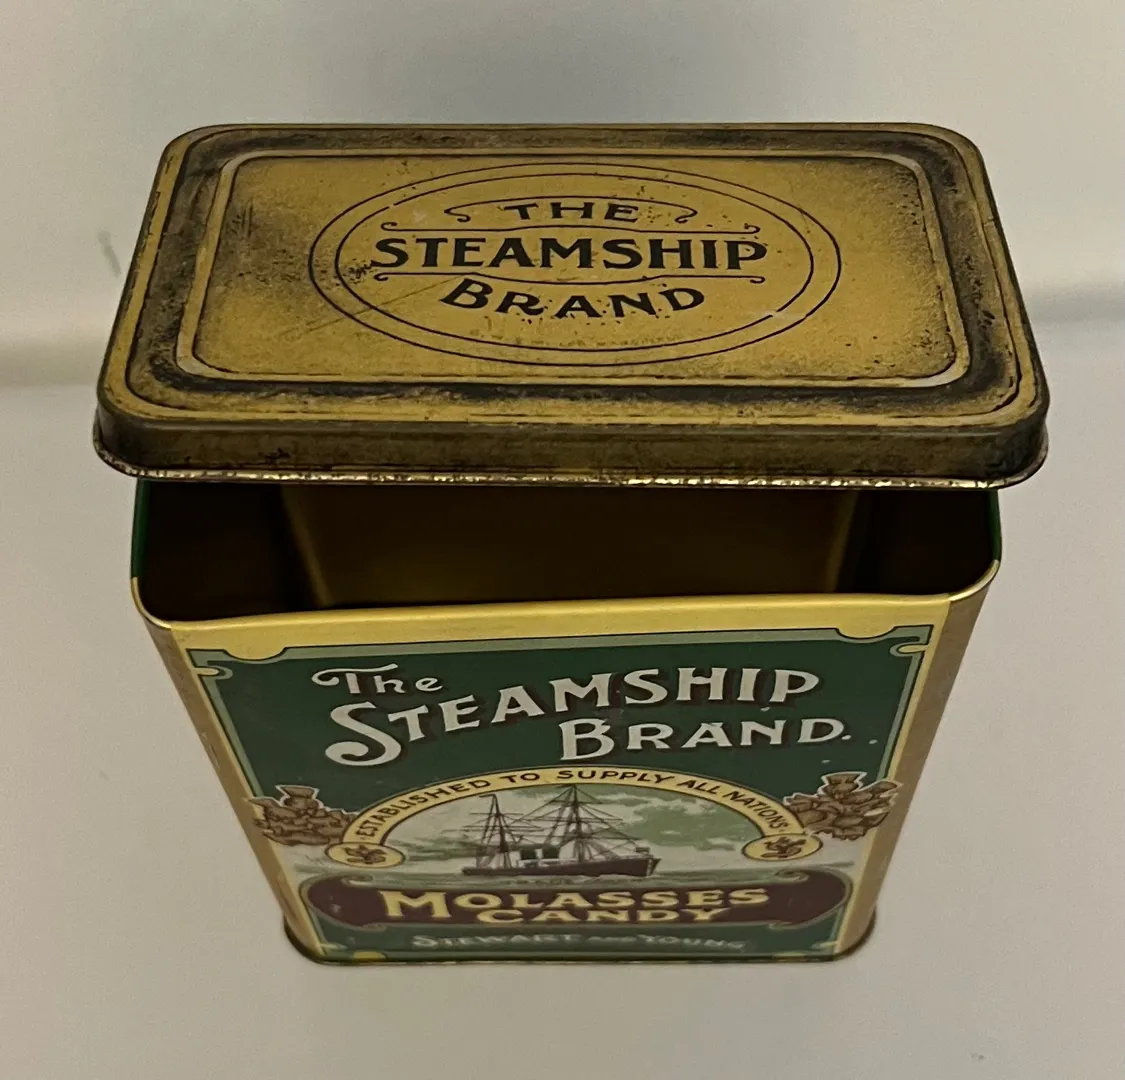 THE
STEAMSHIP
BRAND
The
STEAMSHIP
BRAND.
ESTABLISHED TO SUPPLY ALL NATIONS
MOLASSES
CANDY
STEWART AND YOUNG